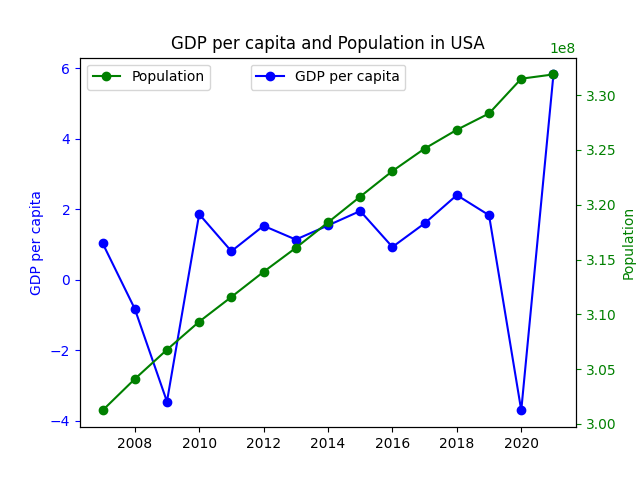 GDP per capita and Population in USA
1e8
Population
GDP per capita
6
4
2
0
−2
−4
GDP per capita
3.30
3.25
3.20
3.15
3.10
3.05
3.00
Population
2008 2010 2012 2014 2016 2018 2020